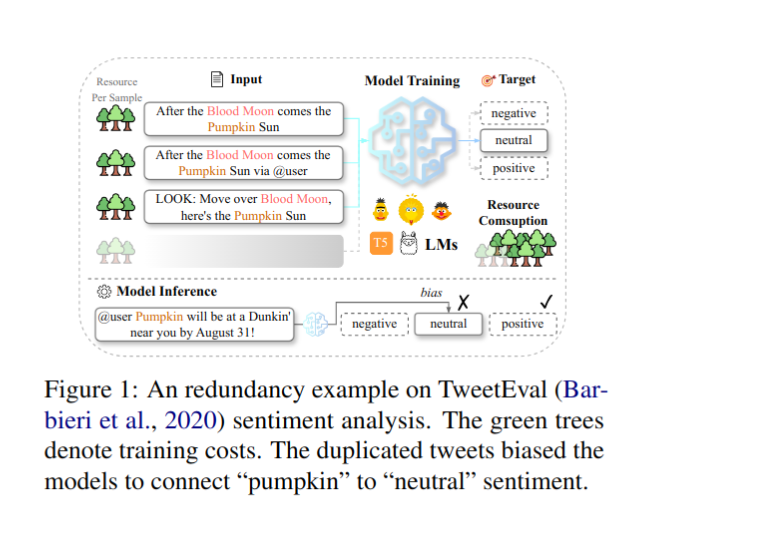 Resource
Per Sample
Input
Model Training
Target
After the Blood Moon comes the
Pumpkin Sun
After the Blood Moon comes the
Pumpkin Sun via @user
LOOK: Move over Blood Moon,
here's the Pumpkin Sun
negative
neutral
positive
T5
LMs
Resource
Comsuption
Model Inference
@user Pumpkin will be at a Dunkin'
near you by August 31!
bias
✗
✓
negative
neutral
positive
Figure 1: An redundancy example on TweetEval (Bar-
bieri et al., 2020) sentiment analysis. The green trees
denote training costs. The duplicated tweets biased the
models to connect “pumpkin” to “neutral” sentiment.